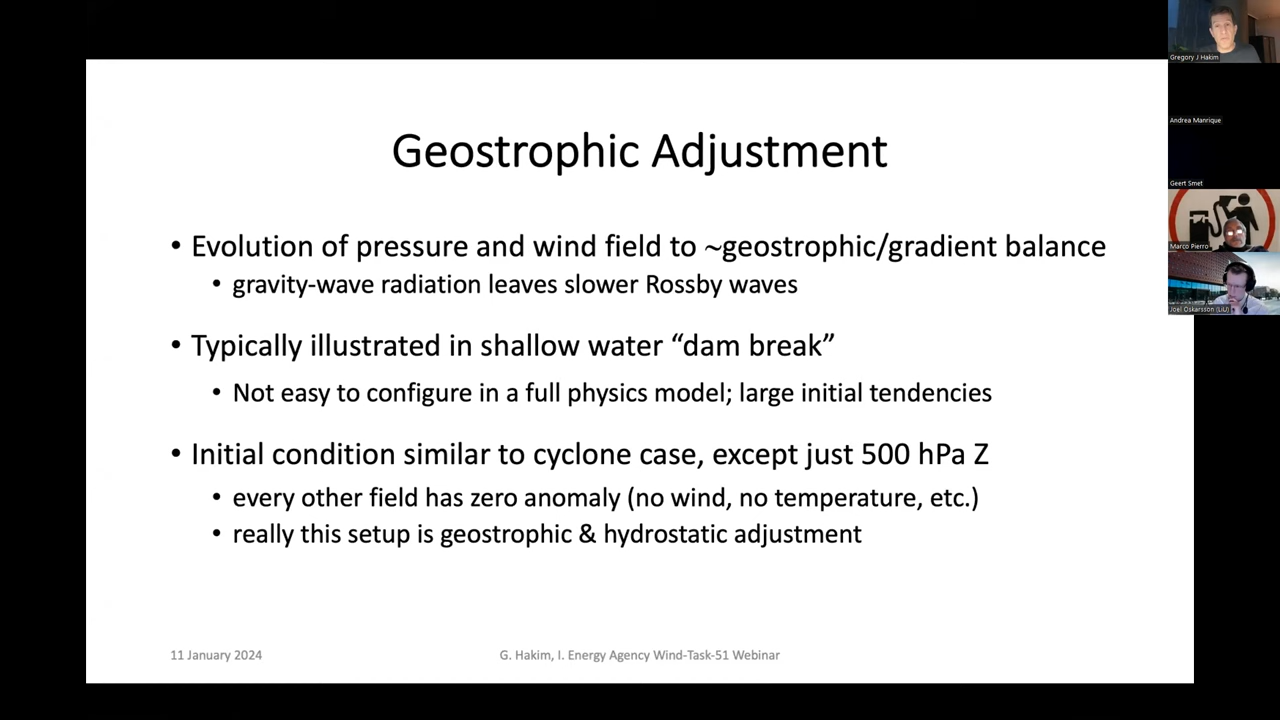 Geostrophic Adjustment
• Evolution of pressure and wind field to ~geostrophic/gradient balance
• gravity-wave radiation leaves slower Rossby waves
• Typically illustrated in shallow water “dam break”
• Not easy to configure in a full physics model; large initial tendencies
• Initial condition similar to cyclone case, except just 500 hPa Z
• every other field has zero anomaly (no wind, no temperature, etc.)
• really this setup is geostrophic & hydrostatic adjustment
11 January 2024
G. Hakim, I. Energy Agency Wind-Task-51 Webinar
Gregory J Hakim
Andrea Manrique
Geert Smet
Marco Pierro
Joel Oskarsson (LiU)